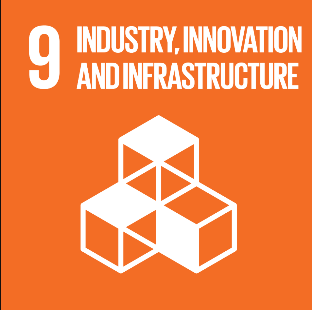 9 INDUSTRY, INNOVATION
AND INFRASTRUCTURE